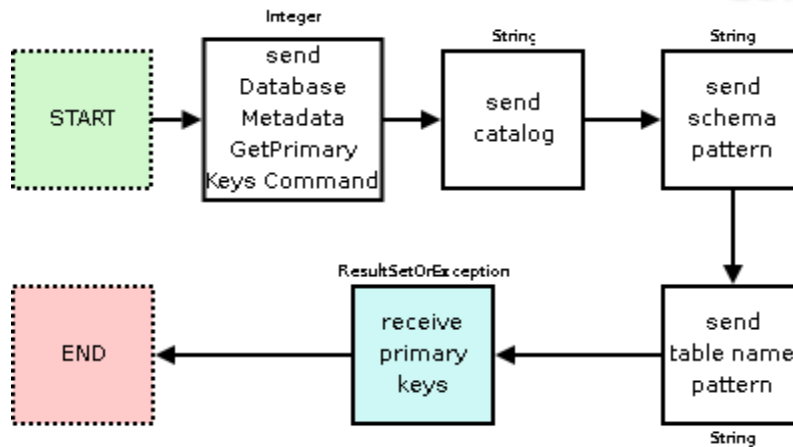 Integer
String
String
START
send
Database
Metadata
GetPrimary
Keys Command
send
catalog
send
schema
pattern
ResultSetOrException
END
receive
primary
keys
send
table name
pattern
String